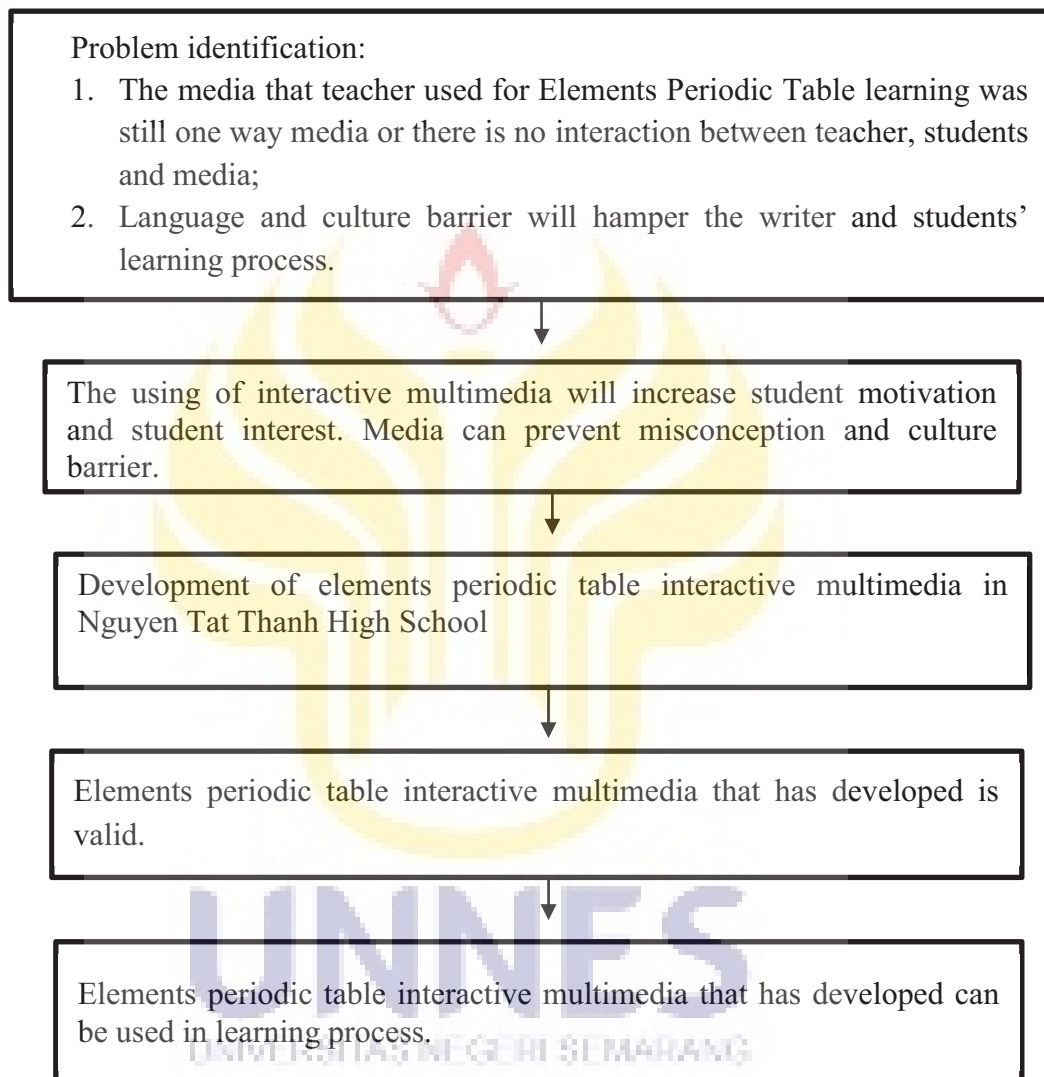 Problem identification:
1. The media that teacher used for Elements Periodic Table learning was
still one way media or there is no interaction between teacher, students
and media;
2. Language and culture barrier will hamper the writer and students’
learning process.
The using of interactive multimedia will increase student motivation
and student interest. Media can prevent misconception and culture
barrier.
Development of elements periodic table interactive multimedia in
Nguyen Tat Thanh High School
Elements periodic table interactive multimedia that has developed is
valid.
UNNES
Elements periodic table interactive multimedia that has developed can
be used in learning process.
UNIVERSITAS NEGERI SEMARANG